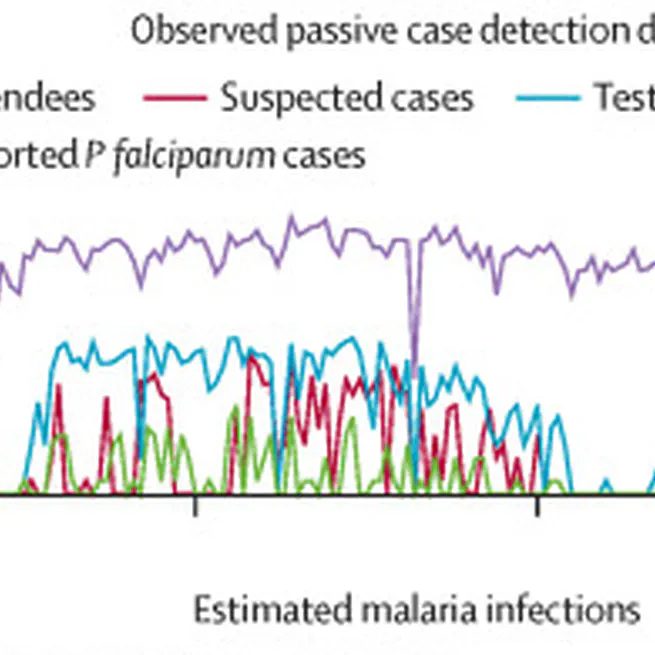 Observed passive case detection d
endees Suspected cases Test
orted P falciparum cases
Estimated malaria infections